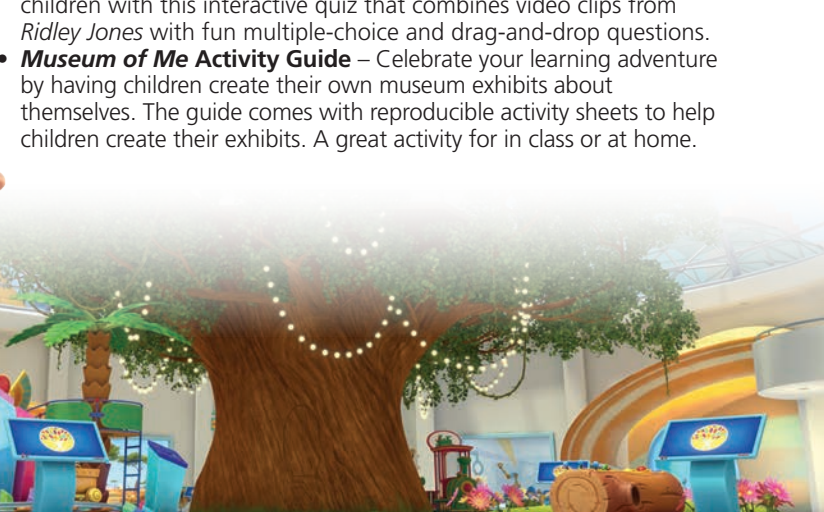 children with this interactive quiz that combines video clips from
Ridley Jones with fun multiple-choice and drag-and-drop questions.
• Museum of Me Activity Guide – Celebrate your learning adventure
by having children create their own museum exhibits about
themselves. The guide comes with reproducible activity sheets to help
children create their exhibits. A great activity for in class or at home.